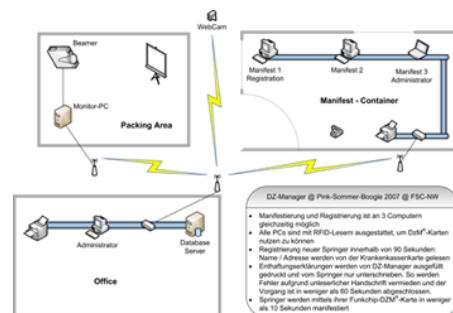 WebCam
Beamer
Monitor-PC
Packing Area
Manifest 1
Registration
Manifest 2
Manifest 3
Administrator
Manifest - Container
Administrator
Database
Server
Office
DZ-Manager @ Pink-Sommer-Boogie 2007 @ FSC-NW
• Manifestierung und Registrierung ist an 3 Computern
gleichzeitig möglich
• Alle PCs sind mit RFID-Lesern ausgestattet, um DzM®-Karten
nutzen zu können
• Registrierung neuer Springer innerhalb von 90 Sekunden:
Name / Adresse werden von der Krankenkassenkarte gelesen
• Enthaftungserklärungen werden von DZ-Manager ausgefüllt
gedruckt und vom Springer nur unterschrieben. So werden
Fehler aufgrund unleserlicher Handschrift vermieden und der
Vorgang ist in weniger als 60 Sekunden abgeschlossen.
• Springer werden mittels ihrer Funkchip-DZM®-Karte in weniger
als 10 Sekunden manifestiert